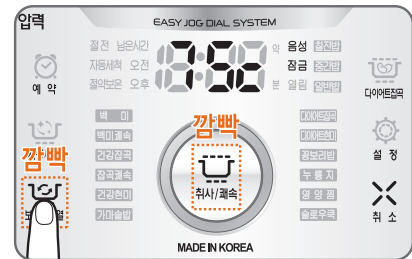 압력
EASY JOG DIAL SYSTEM
절전 남은시간
자동세척 오전
절약보온 오후
75c
약
분
음성 찰진밥
잠금 중간밥
열림 일반밥
예 약
다이어트잡곡
백 미
백미쾌속
건강잡곡
잡곡쾌속
건강현미
가마솥밥
깜빡
취사/쾌속
다이어트잡곡
다이어트현미
콩보리밥
누룽지
영양찜
슬로우쿡
설 정
취 소
깜빡
MADE IN KOREA